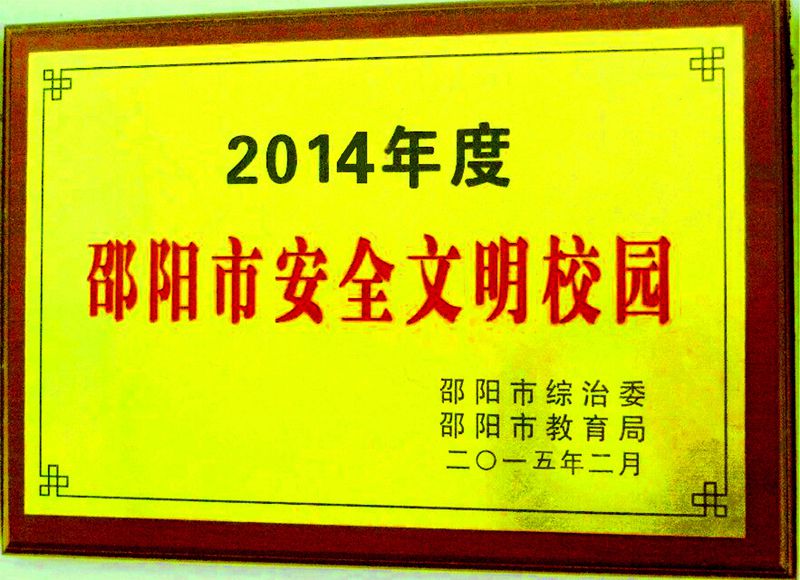 2014年度
邵阳市安全文明校园
邵阳市综治委
邵阳市教育局
二〇一五年二月